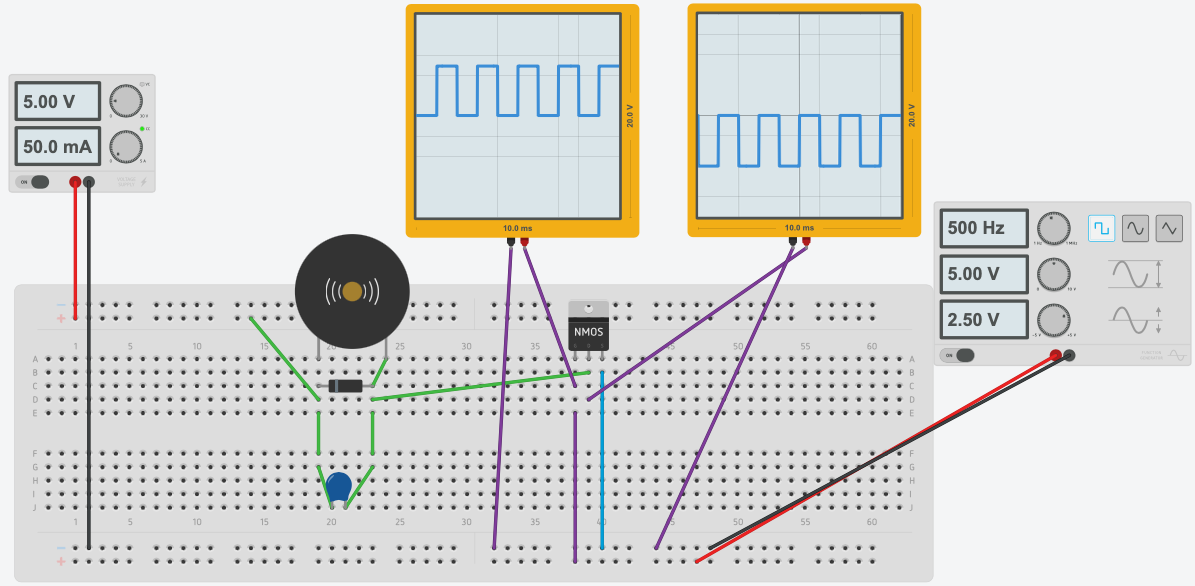 5.00 V
50.0 mA
ON
20.0 V
10.0 ms
20.0 V
10.0 ms
500 Hz
5.00 V
2.50 V
ON
NMOS
1 5 10 15 20 25 30 35 40 45 50 55 60
A A
B B
C C
D D
E E
F F
G G
H H
I I
J J
1 5 10 15 20 25 30 35 40 45 50 55 60